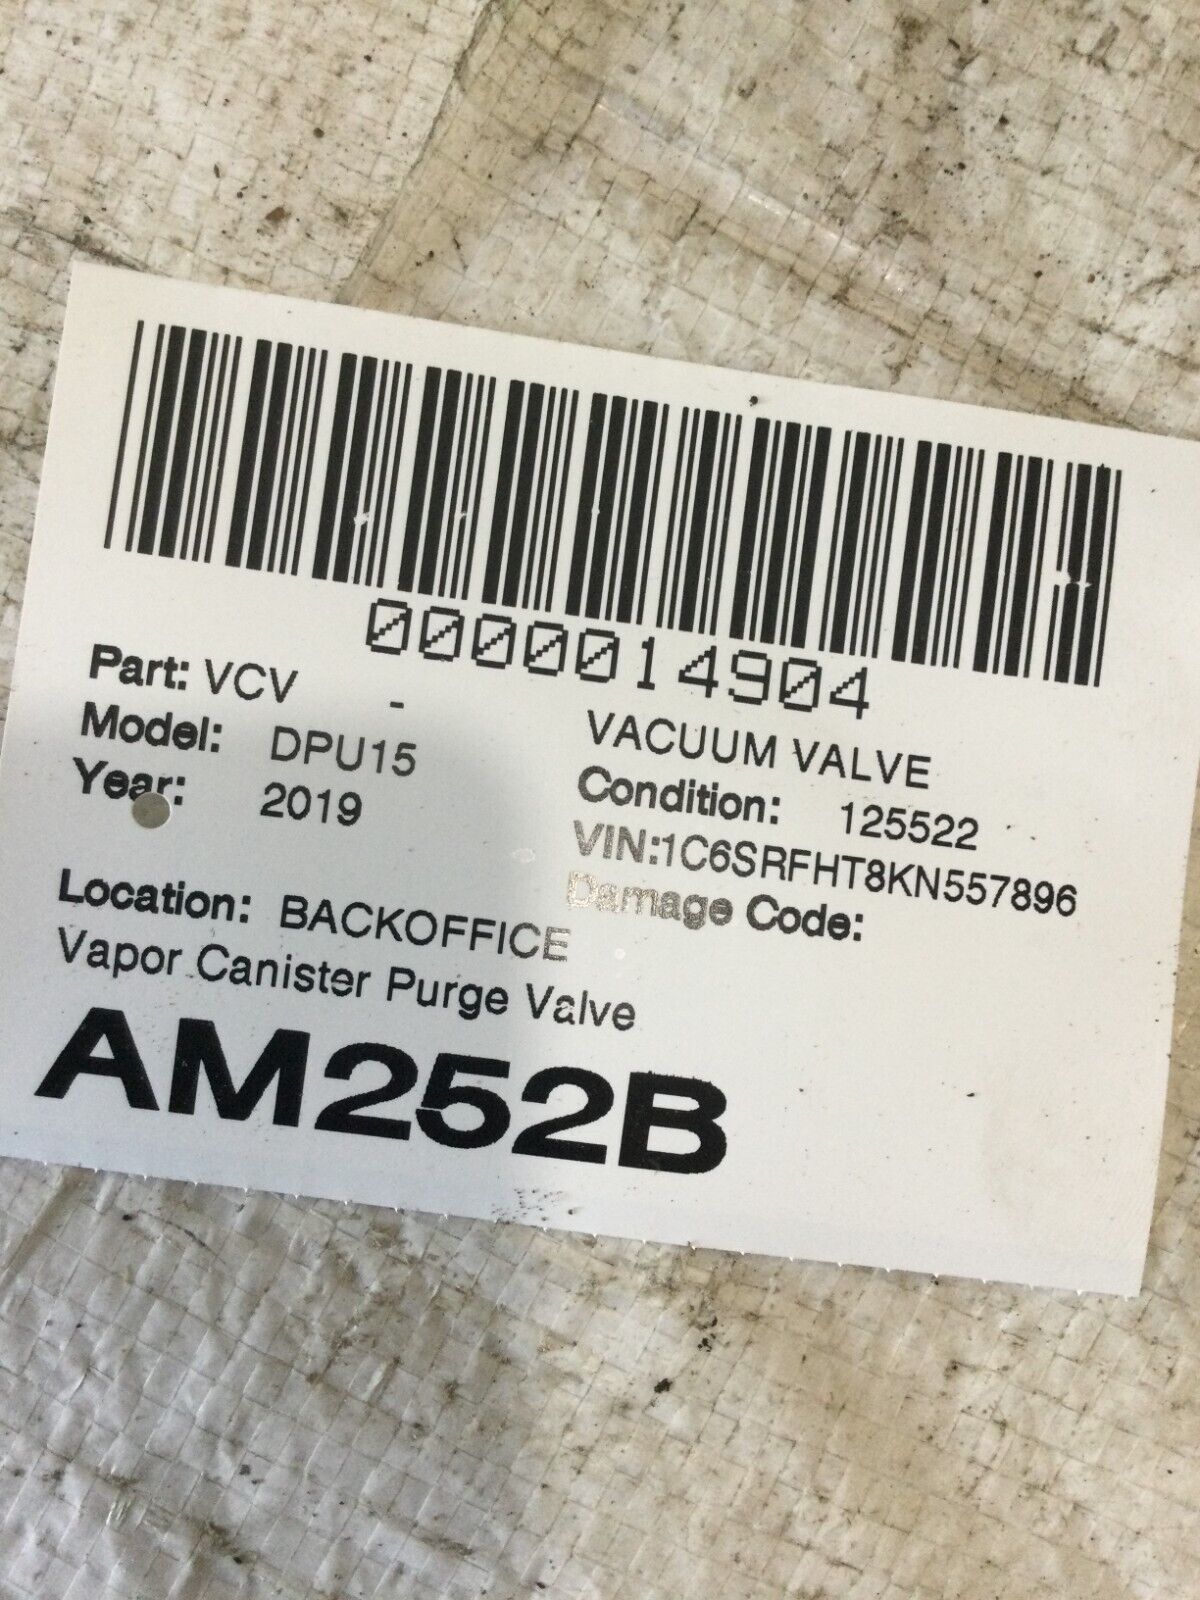 0000014904
Part: VCV - VACUUM VALVE
Model: DPU15 Condition: 125522
Year: 2019 VIN:1C6SRFHT8KN557896
Damage Code:
Location: BACKOFFICE
Vapor Canister Purge Valve
AM252B